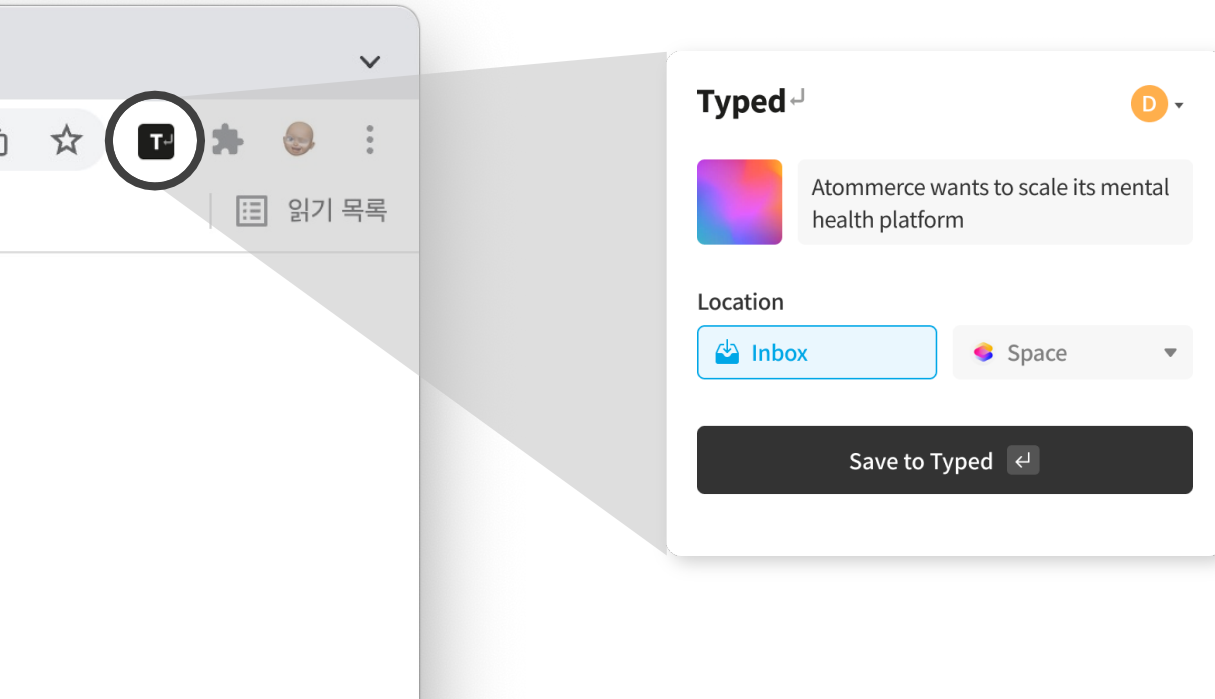 T↵
읽기 목록
Typed↵
D
Atommerce wants to scale its mental
health platform
Location
Inbox
Space
Save to Typed ↵